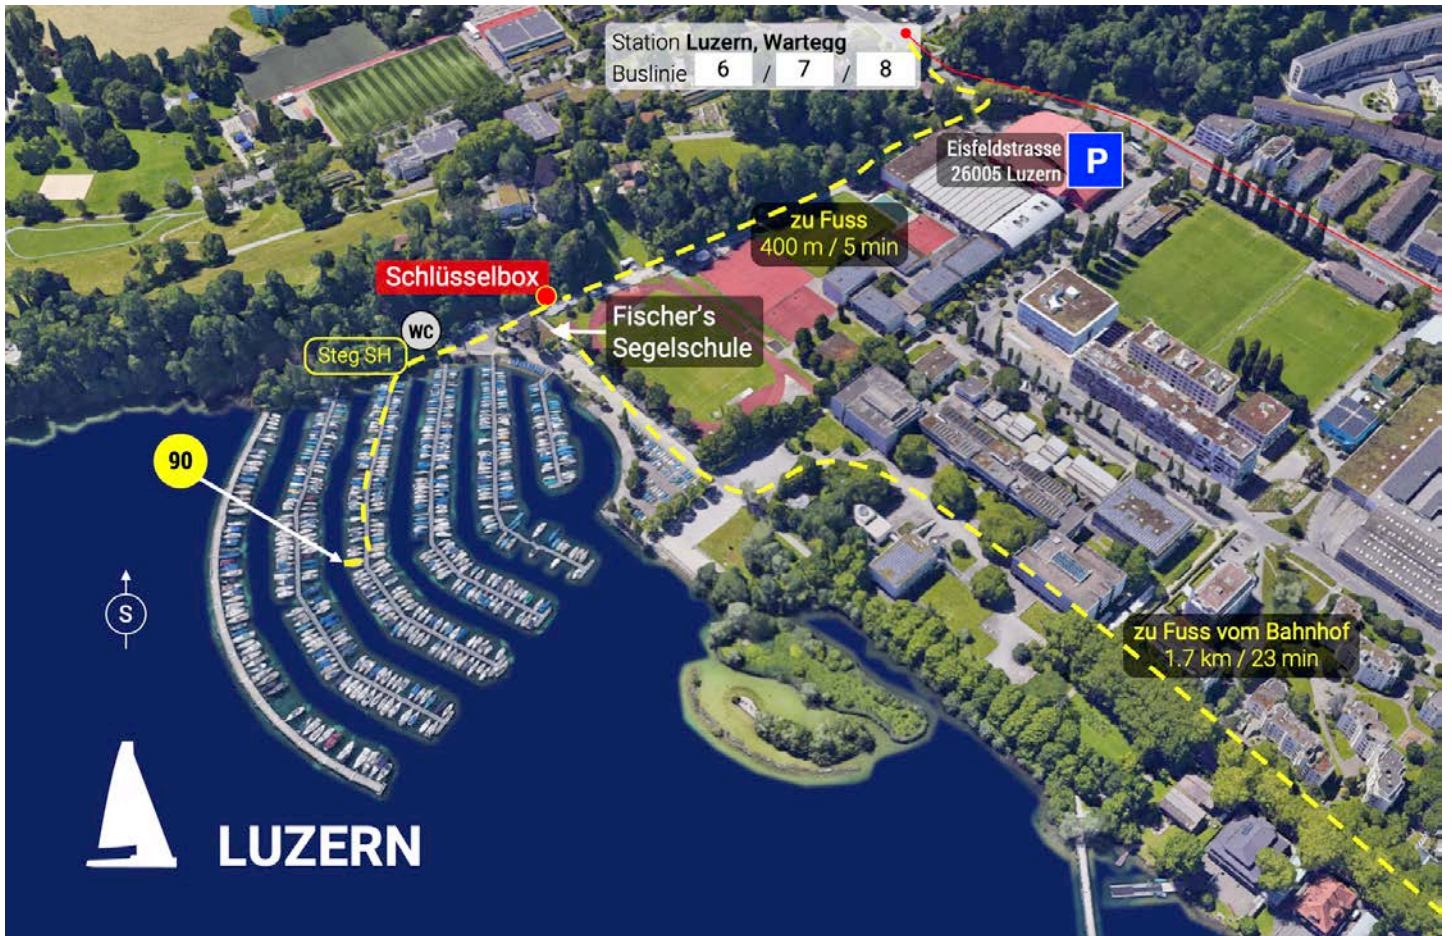 Station Luzern, Wartegg
Buslinie 6 / 7 / 8
Eisfeldstrasse
26005 Luzern
P
zu Fuss
400 m / 5 min
Schlüsselbox
Fischer's
Segelschule
WC
Steg SH
90
S
zu Fuss vom Bahnhof
1.7 km / 23 min
LUZERN